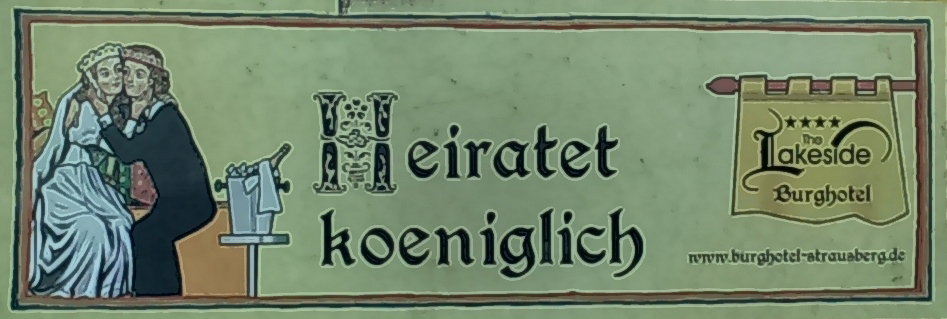 Heiratet
koeniglich
The
Lakeside
Burghotel
www.burghotel-strausberg.de